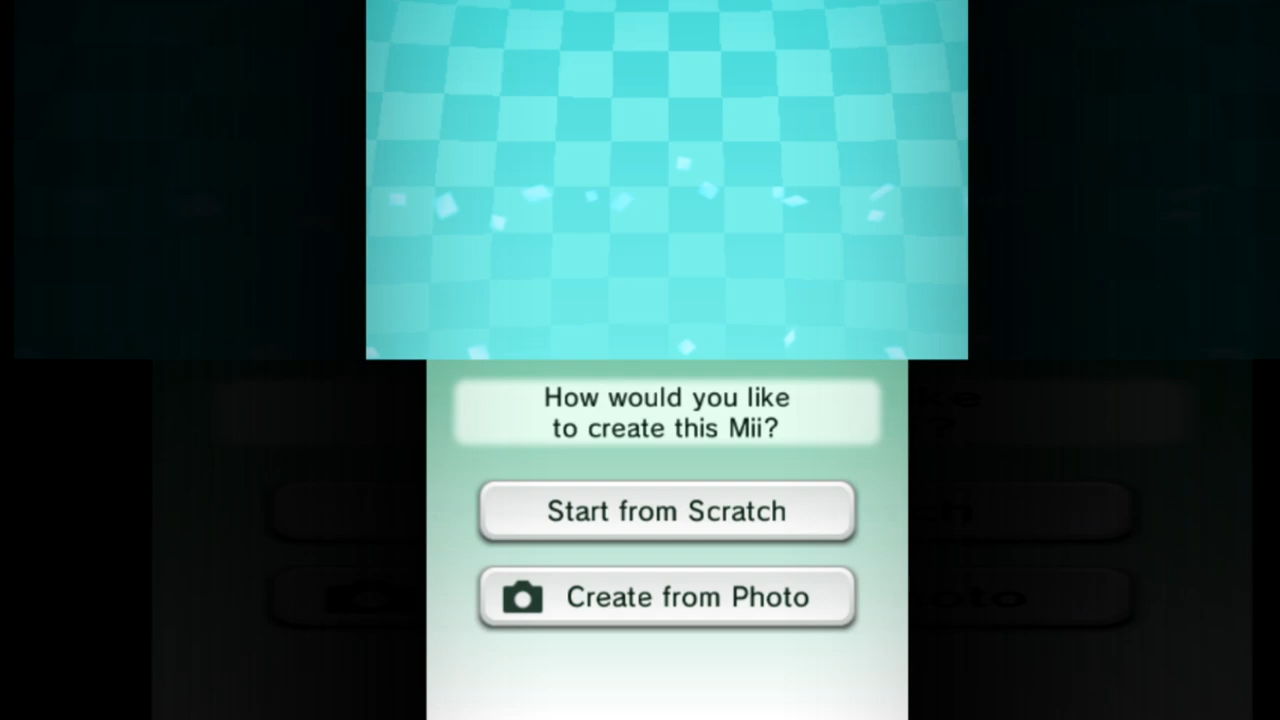 How would you like
to create this Mii?
Start from Scratch
Create from Photo